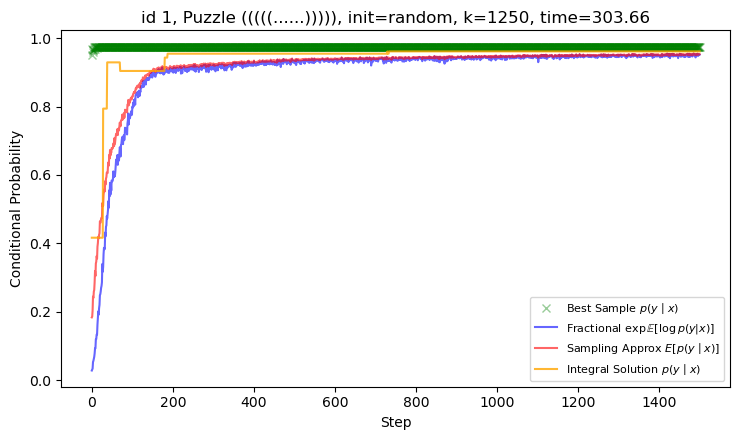 id 1, Puzzle (((((......))))), init=random, k=1250, time=303.66
Conditional Probability
1.0
0.8
0.6
0.4
0.2
0.0
Best Sample p(y | x)
Fractional exp𝔼[log p(y|x)]
Sampling Approx E[p(y | x)]
Integral Solution p(y | x)
0 200 400 600 800 1000 1200 1400
Step